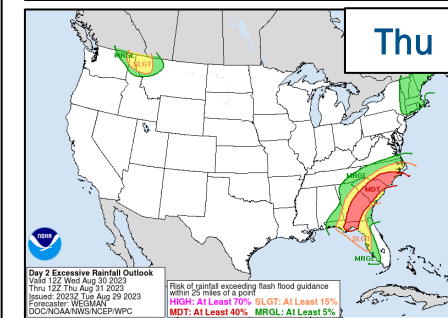 Thu
MRGL
SLGT
MRGL
MDT
SLGT
MRGL
NOAA
Day 2 Excessive Rainfall Outlook
Valid 12Z Wed Aug 30 2023
Thru 12Z Thu Aug 31 2023
Issued: 2023Z Tue Aug 29 2023
Forecaster: WEGMAN
DOC/NOAA/NWS/NCEP/WPC
Risk of rainfall exceeding flash flood guidance
within 25 miles of a point
HIGH: At Least 70% SLGT: At Least 15%
MDT: At Least 40% MRGL: At Least 5%